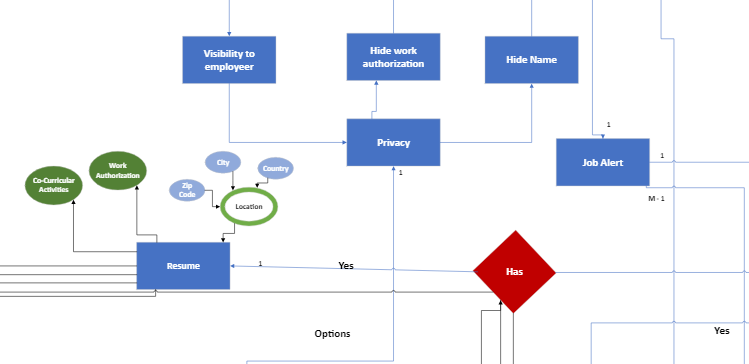 Visibility to
employeer
Hide work
authorization
Hide Name
1
Privacy
Job Alert
1
1
M - 1
Work
Authorization
Co-Curricular
Activities
City
Country
Zip
Code
Location
Resume
1
Yes
Has
Options
Yes